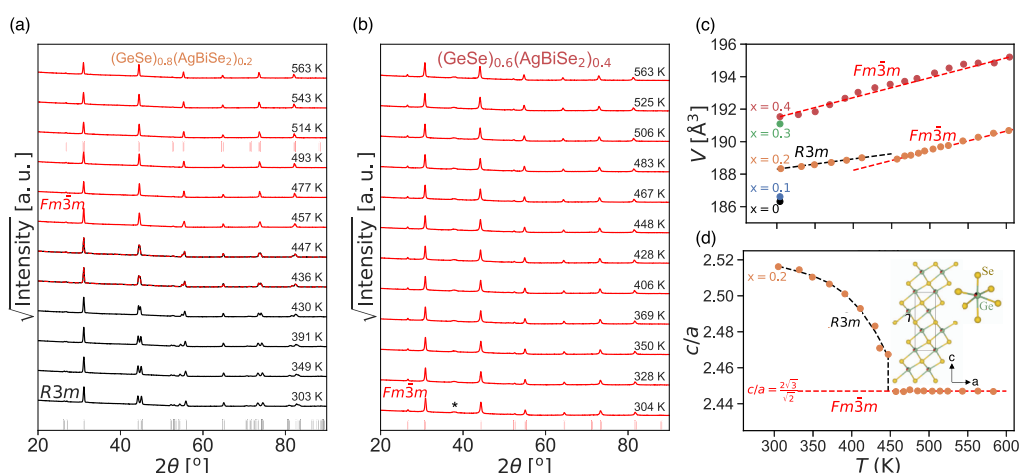 (a)
(GeSe)0.8(AgBiSe2)0.2
563 K
543 K
514 K
493 K
477 K
Fm3̄m
457 K
447 K
436 K
430 K
391 K
349 K
R3m
303 K
√Intensity [a. u.]
20 40 60 80
2θ [°]
(b)
(GeSe)0.6(AgBiSe2)0.4
563 K
525 K
506 K
483 K
467 K
448 K
428 K
406 K
369 K
350 K
328 K
Fm3̄m
*
304 K
√Intensity [a. u.]
20 40 60 80
2θ [°]
(c)
196
194
192
190
188
186
V [Å³]
Fm3̄m
x = 0.4
x = 0.3
Fm3̄m
R3m
x = 0.2
x = 0.1
x = 0
(d)
2.52
2.50
2.48
2.46
2.44
c/a
x = 0.2
R3m
Se
Ge
c
a
c/a = 2√3/√2
Fm3̄m
250 300 350 400 450 500 550 600
T (K)